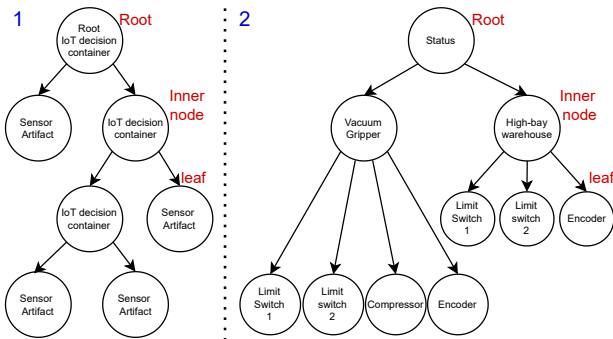 1
Root
Root
IoT decision
container
Sensor
Artifact
IoT decision
container
Inner
node
IoT decision
container
leaf
Sensor
Artifact
Sensor
Artifact
Sensor
Artifact
2
Root
Status
Vacuum
Gripper
Inner
node
High-bay
warehouse
leaf
Limit
Switch
1
Limit
switch
2
Encoder
Limit
Switch
1
Limit
switch
2
Compressor
Encoder